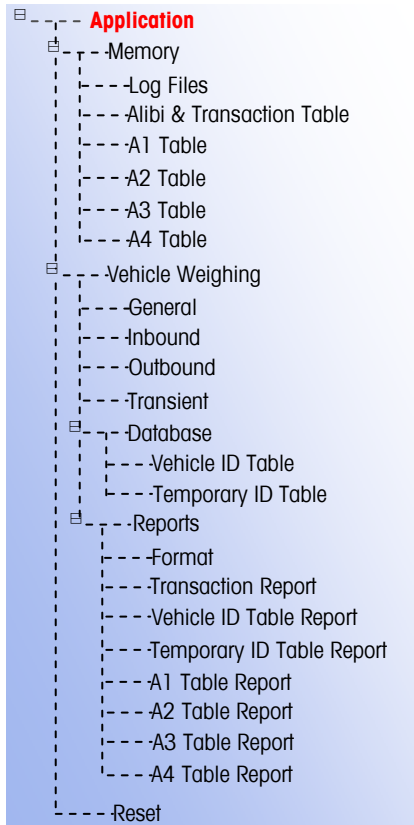 Application
Memory
Log Files
Alibi & Transaction Table
A1 Table
A2 Table
A3 Table
A4 Table
Vehicle Weighing
General
Inbound
Outbound
Transient
Database
Vehicle ID Table
Temporary ID Table
Reports
Format
Transaction Report
Vehicle ID Table Report
Temporary ID Table Report
A1 Table Report
A2 Table Report
A3 Table Report
A4 Table Report
Reset